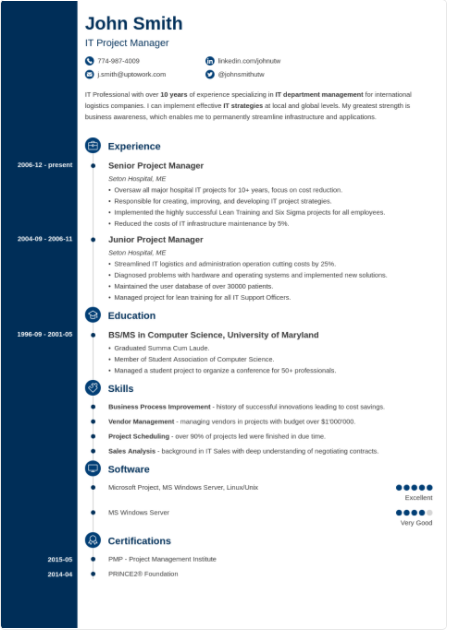 John Smith
IT Project Manager
774-987-4009
linkedin.com/johnutw
j.smith@uptowork.com
@johnsmithutw
IT Professional with over 10 years of experience specializing in IT department management for international
logistics companies. I can implement effective IT strategies at local and global levels. My greatest strength is
business awareness, which enables me to permanently streamline infrastructure and applications.
Experience
2006-12 - present
Senior Project Manager
Seton Hospital, ME
• Oversaw all major hospital IT projects for 10+ years, focus on cost reduction.
• Responsible for creating, improving, and developing IT project strategies.
• Implemented the highly successful Lean Training and Six Sigma projects for all employees.
• Reduced the costs of IT infrastructure maintenance by 5%.
2004-09 - 2006-11
Junior Project Manager
Seton Hospital, ME
• Streamlined IT logistics and administration operation cutting costs by 25%.
• Diagnosed problems with hardware and operating systems and implemented new solutions.
• Maintained the user database of over 30000 patients.
• Managed project for lean training for all IT Support Officers.
Education
1996-09 - 2001-05
BS/MS in Computer Science, University of Maryland
• Graduated Summa Cum Laude.
• Member of Student Association of Computer Science.
• Managed a student project to organize a conference for 50+ professionals.
Skills
Business Process Improvement - history of successful innovations leading to cost savings.
Vendor Management - managing vendors in projects with budget over $1'000'000.
Project Scheduling - over 90% of projects led were finished in due time.
Sales Analysis - background in IT Sales with deep understanding of negotiating contracts.
Software
Microsoft Project, MS Windows Server, Linux/Unix
Excellent
MS Windows Server
Very Good
Certifications
2015-05
PMP - Project Management Institute
2014-04
PRINCE2® Foundation